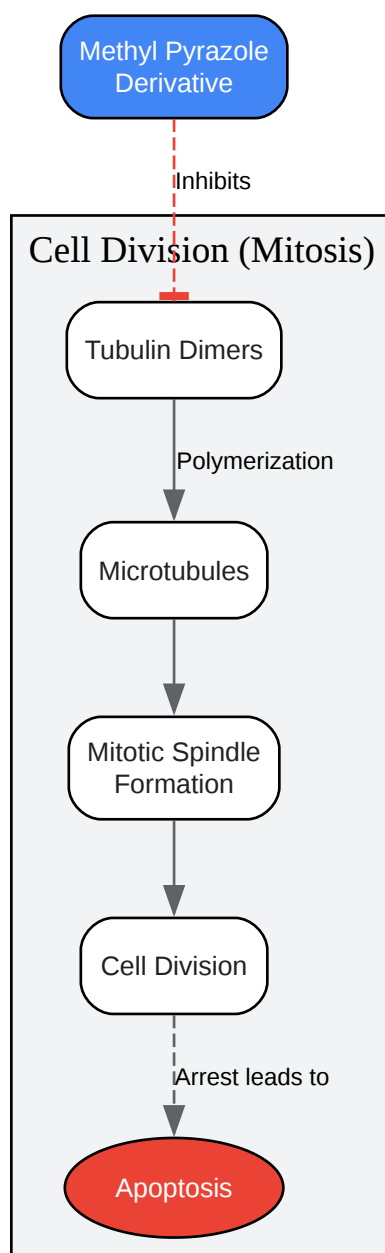 Methyl Pyrazole
Derivative
Inhibits
Cell Division (Mitosis)
Tubulin Dimers
Polymerization
Microtubules
Mitotic Spindle
Formation
Cell Division
Arrest leads to
Apoptosis